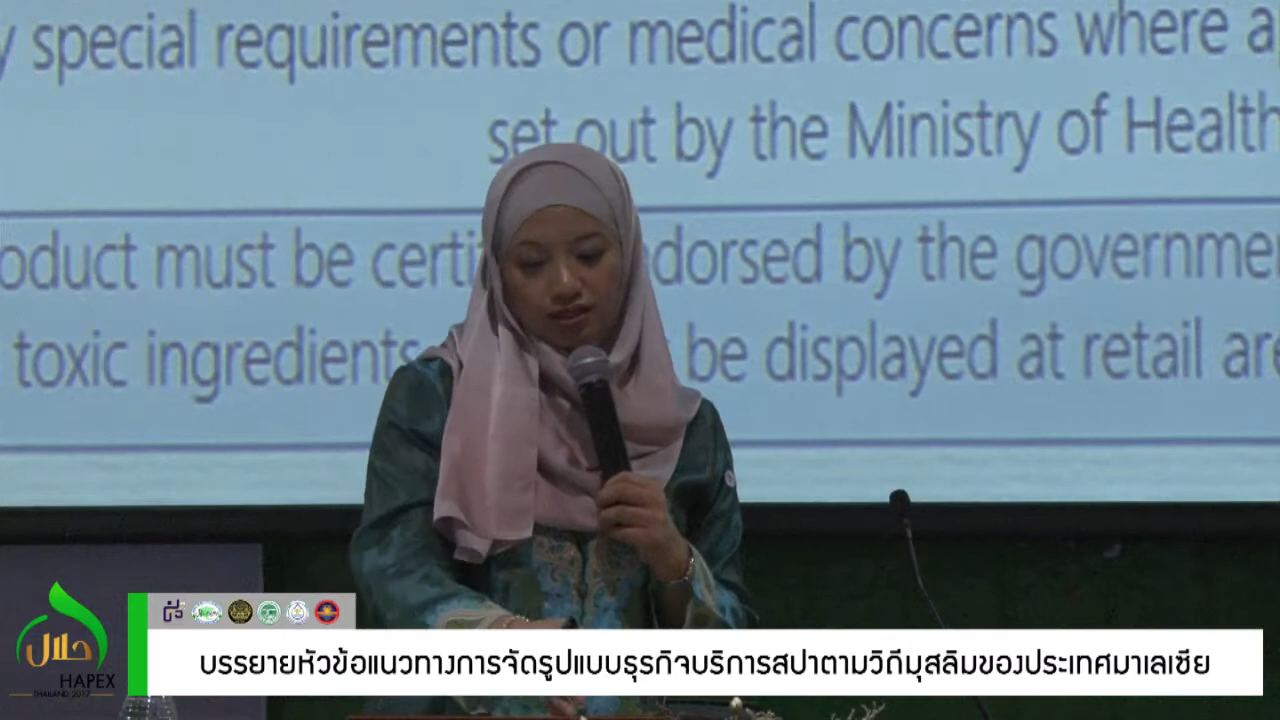 special requirements or medical concerns where a
set out by the Ministry of Health
oduct must be certi dorsed by the governme
toxic ingredients be displayed at retail are
حلال
HAPEX
THAILAND 2017
บรรยายหัวข้อแนวทางการจัดรูปแบบธุรกิจบริการสปาตามวิถีมุสลิมของประเทศมาเลเซีย